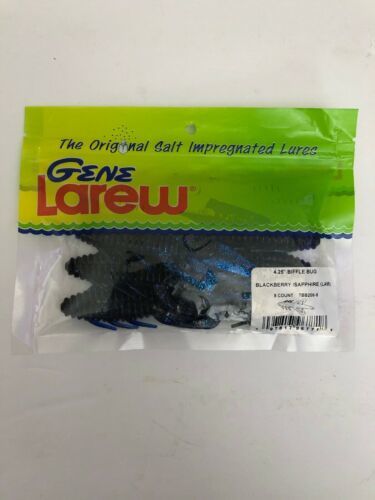 The Original Salt Impregnated Lures
GENE
Larew
4.25" BIFFLE BUG
BLACKBERRY /SAPPHIRE (LAM)
8 COUNT